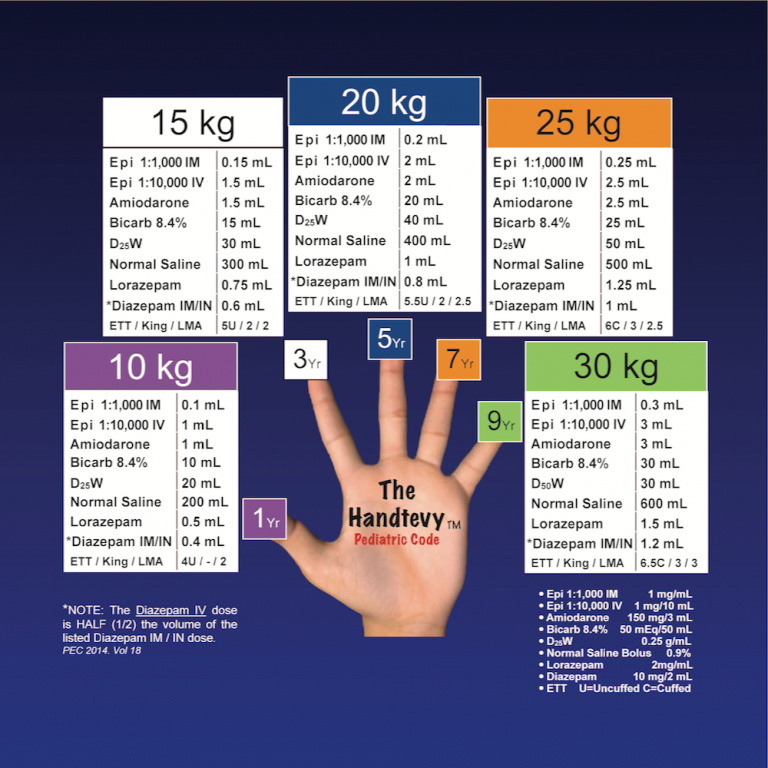 20 kg
Epi 1:1,000 IM 0.2 mL
Epi 1:10,000 IV 2 mL
Amiodarone 2 mL
Bicarb 8.4% 20 mL
D25W 40 mL
Normal Saline 400 mL
Lorazepam 1 mL
*Diazepam IM/IN 0.8 mL
ETT / King / LMA 5.5U / 2 / 2.5
15 kg
Epi 1:1,000 IM 0.15 mL
Epi 1:10,000 IV 1.5 mL
Amiodarone 1.5 mL
Bicarb 8.4% 15 mL
D25W 30 mL
Normal Saline 300 mL
Lorazepam 0.75 mL
*Diazepam IM/IN 0.6 mL
ETT / King / LMA 5U / 2 / 2
25 kg
Epi 1:1,000 IM 0.25 mL
Epi 1:10,000 IV 2.5 mL
Amiodarone 2.5 mL
Bicarb 8.4% 25 mL
D25W 50 mL
Normal Saline 500 mL
Lorazepam 1.25 mL
*Diazepam IM/IN 1 mL
ETT / King / LMA 6C / 3 / 2.5
10 kg
Epi 1:1,000 IM 0.1 mL
Epi 1:10,000 IV 1 mL
Amiodarone 1 mL
Bicarb 8.4% 10 mL
D25W 20 mL
Normal Saline 200 mL
Lorazepam 0.5 mL
*Diazepam IM/IN 0.4 mL
ETT / King / LMA 4U / - / 2
30 kg
Epi 1:1,000 IM 0.3 mL
Epi 1:10,000 IV 3 mL
Amiodarone 3 mL
Bicarb 8.4% 30 mL
D50W 30 mL
Normal Saline 600 mL
Lorazepam 1.5 mL
*Diazepam IM/IN 1.2 mL
ETT / King / LMA 6.5C / 3 / 3
1Yr
3Yr
5Yr
7Yr
9Yr
The
Handtevy TM
Pediatric Code
*NOTE: The Diazepam IV dose
is HALF (1/2) the volume of the
listed Diazepam IM / IN dose.
PEC 2014. Vol 18
• Epi 1:1,000 IM 1 mg/mL
• Epi 1:10,000 IV 1 mg/10 mL
• Amiodarone 150 mg/3 mL
• Bicarb 8.4% 50 mEq/50 mL
• D25W 0.25 g/mL
• Normal Saline Bolus 0.9%
• Lorazepam 2mg/mL
• Diazepam 10 mg/2 mL
• ETT U=Uncuffed C=Cuffed